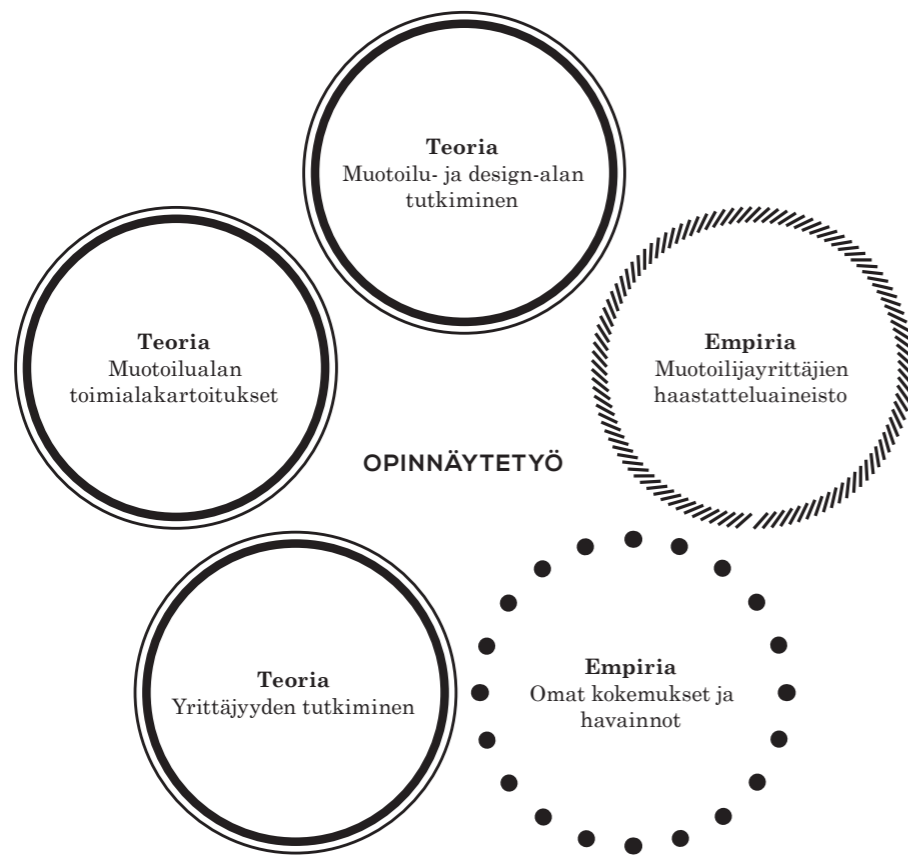 Teoria
Muotoilu- ja design-alan
tutkiminen
Teoria
Muotoilualan
toimialakartoitukset
Empiria
Muotoilijayrittäjien
haastatteluaineisto
OPINNÄYTETYÖ
Teoria
Yrittäjyyden tutkiminen
Empiria
Omat kokemukset ja
havainnot